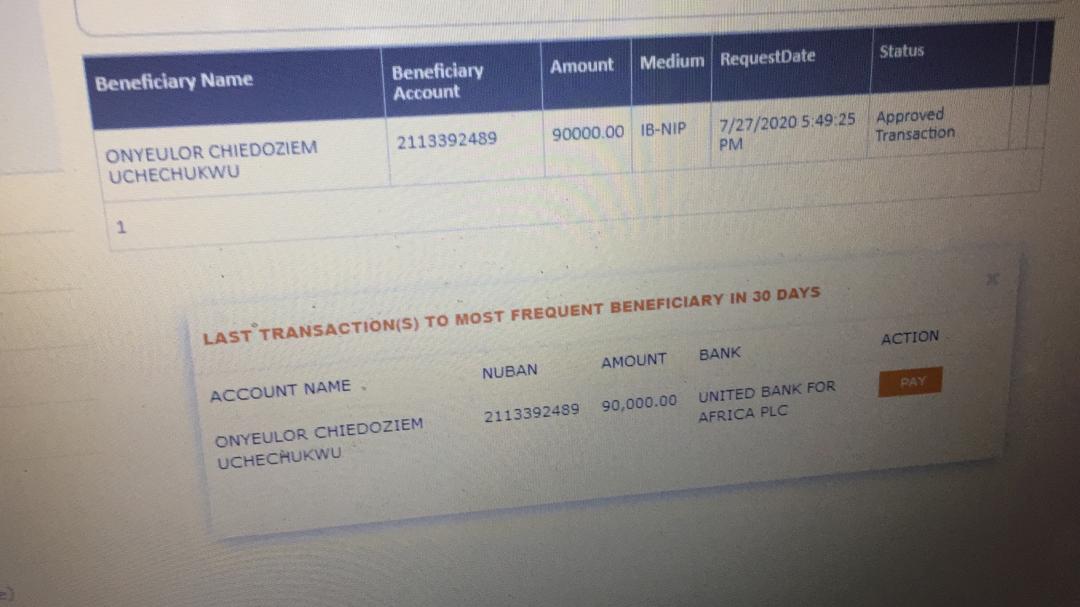 Beneficiary Name
Beneficiary
Account
Amount
Medium
RequestDate
Status
ONYEULOR CHIEDOZIEM
UCHECHUKWU
2113392489
90000.00
IB-NIP
7/27/2020 5:49:25
PM
Approved
Transaction
1
LAST TRANSACTION(S) TO MOST FREQUENT BENEFICIARY IN 30 DAYS
X
ACCOUNT NAME
NUBAN
AMOUNT
BANK
ACTION
ONYEULOR CHIEDOZIEM
UCHECHUKWU
2113392489
90,000.00
UNITED BANK FOR
AFRICA PLC
PAY